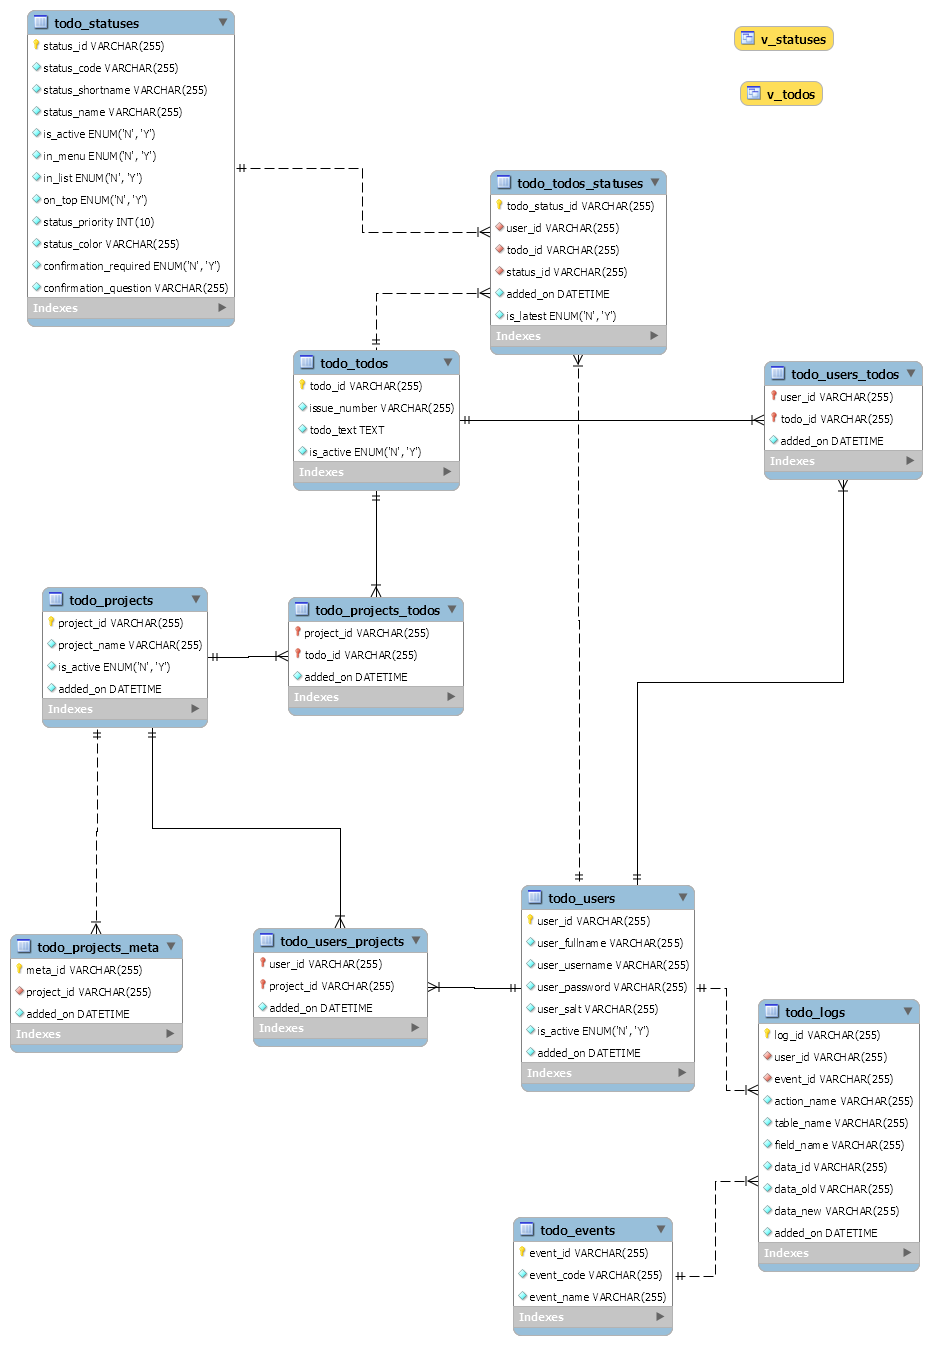 todo_statuses
status_id VARCHAR(255)
status_code VARCHAR(255)
status_shortname VARCHAR(255)
status_name VARCHAR(255)
is_active ENUM('N', 'Y')
in_menu ENUM('N', 'Y')
in_list ENUM('N', 'Y')
on_top ENUM('N', 'Y')
status_priority INT(10)
status_color VARCHAR(255)
confirmation_required ENUM('N', 'Y')
confirmation_question VARCHAR(255)
Indexes
v_statuses
v_todos
todo_todos_statuses
todo_status_id VARCHAR(255)
user_id VARCHAR(255)
todo_id VARCHAR(255)
status_id VARCHAR(255)
added_on DATETIME
is_latest ENUM('N', 'Y')
Indexes
todo_todos
todo_id VARCHAR(255)
issue_number VARCHAR(255)
todo_text TEXT
is_active ENUM('N', 'Y')
Indexes
todo_users_todos
user_id VARCHAR(255)
todo_id VARCHAR(255)
added_on DATETIME
Indexes
todo_projects
project_id VARCHAR(255)
project_name VARCHAR(255)
is_active ENUM('N', 'Y')
added_on DATETIME
Indexes
todo_projects_todos
project_id VARCHAR(255)
todo_id VARCHAR(255)
added_on DATETIME
Indexes
todo_projects_meta
meta_id VARCHAR(255)
project_id VARCHAR(255)
added_on DATETIME
Indexes
todo_users_projects
user_id VARCHAR(255)
project_id VARCHAR(255)
added_on DATETIME
Indexes
todo_users
user_id VARCHAR(255)
user_fullname VARCHAR(255)
user_username VARCHAR(255)
user_password VARCHAR(255)
user_salt VARCHAR(255)
is_active ENUM('N', 'Y')
added_on DATETIME
Indexes
todo_logs
log_id VARCHAR(255)
user_id VARCHAR(255)
event_id VARCHAR(255)
action_name VARCHAR(255)
table_name VARCHAR(255)
field_name VARCHAR(255)
data_id VARCHAR(255)
data_old VARCHAR(255)
data_new VARCHAR(255)
added_on DATETIME
Indexes
todo_events
event_id VARCHAR(255)
event_code VARCHAR(255)
event_name VARCHAR(255)
Indexes